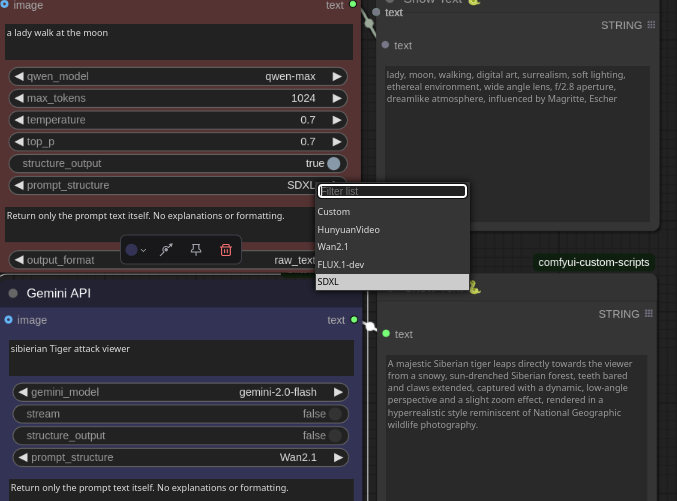 image
text
a lady walk at the moon
qwen_model
qwen-max
max_tokens
1024
temperature
0.7
top_p
0.7
structure_output
true
prompt_structure
SDXL
Return only the prompt text itself. No explanations or formatting.
output_format
raw_text
Filter list
Custom
HunyuanVideo
Wan2.1
FLUX.1-dev
SDXL
Show Text
text
STRING
text
lady, moon, walking, digital art, surrealism, soft lighting,
ethereal environment, wide angle lens, f/2.8 aperture,
dreamlike atmosphere, influenced by Magritte, Escher
comfyui-custom-scripts
Gemini API
image
text
sibierian Tiger attack viewer
gemini_model
gemini-2.0-flash
stream
false
structure_output
false
prompt_structure
Wan2.1
Return only the prompt text itself. No explanations or formatting.
STRING
text
A majestic Siberian tiger leaps directly towards the viewer
from a snowy, sun-drenched Siberian forest, teeth bared
and claws extended, captured with a dynamic, low-angle
perspective and a slight zoom effect, rendered in a
hyperrealistic style reminiscent of National Geographic
wildlife photography.